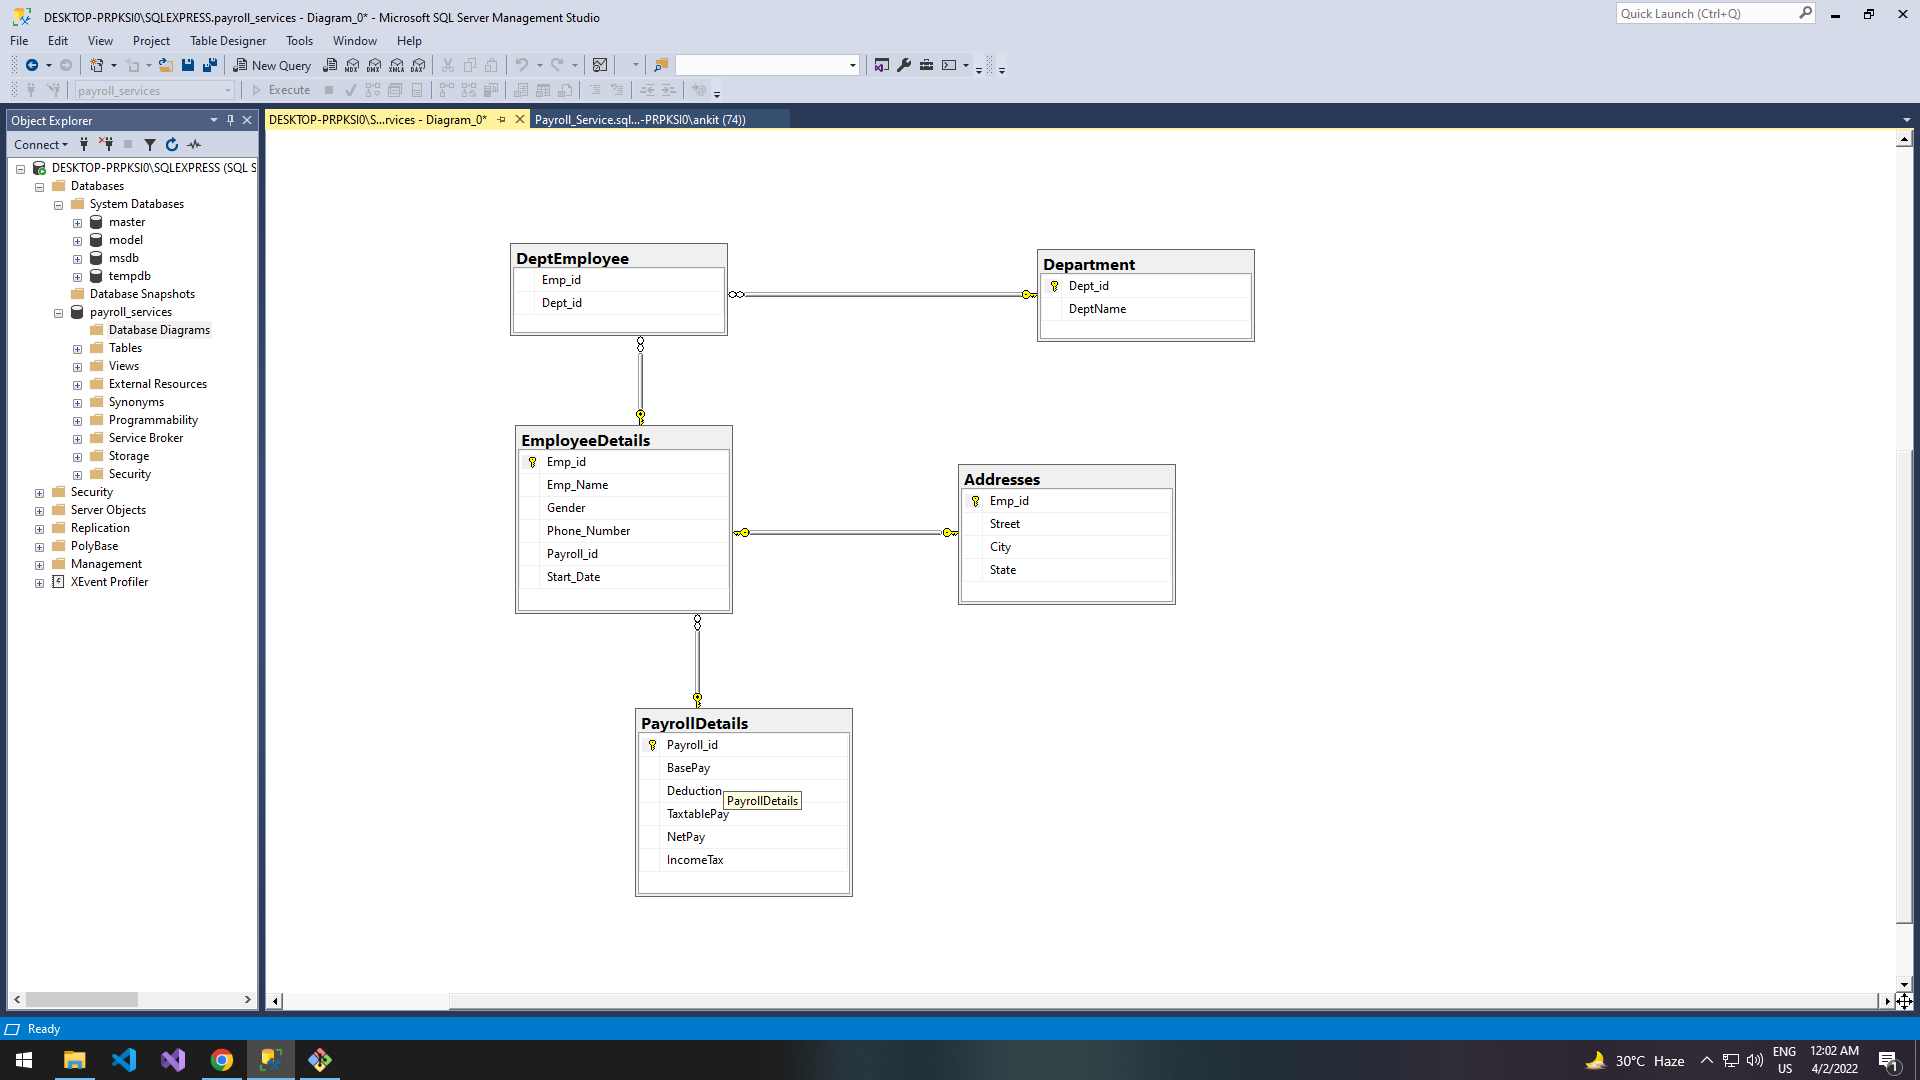 DESKTOP-PRPKSI0\SQLEXPRESS.payroll_services - Diagram_0* - Microsoft SQL Server Management Studio
Quick Launch (Ctrl+Q)
File Edit View Project Table Designer Tools Window Help
New Query
MDX DMX XMLA DAX
payroll_services
Execute
Object Explorer
DESKTOP-PRPKSI0\S...rvices - Diagram_0*
Payroll_Service.sql...-PRPKSI0\ankit (74))
Connect
DESKTOP-PRPKSI0\SQLEXPRESS (SQL S
Databases
System Databases
master
model
msdb
tempdb
Database Snapshots
payroll_services
Database Diagrams
Tables
Views
External Resources
Synonyms
Programmability
Service Broker
Storage
Security
Security
Server Objects
Replication
PolyBase
Management
XEvent Profiler
DeptEmployee
Emp_id
Dept_id
Department
Dept_id
DeptName
EmployeeDetails
Emp_id
Emp_Name
Gender
Phone_Number
Payroll_id
Start_Date
Addresses
Emp_id
Street
City
State
PayrollDetails
Payroll_id
BasePay
Deduction
PayrollDetails
TaxtablePay
NetPay
IncomeTax
Ready
30°C Haze
ENG
US
12:02 AM
4/2/2022
1